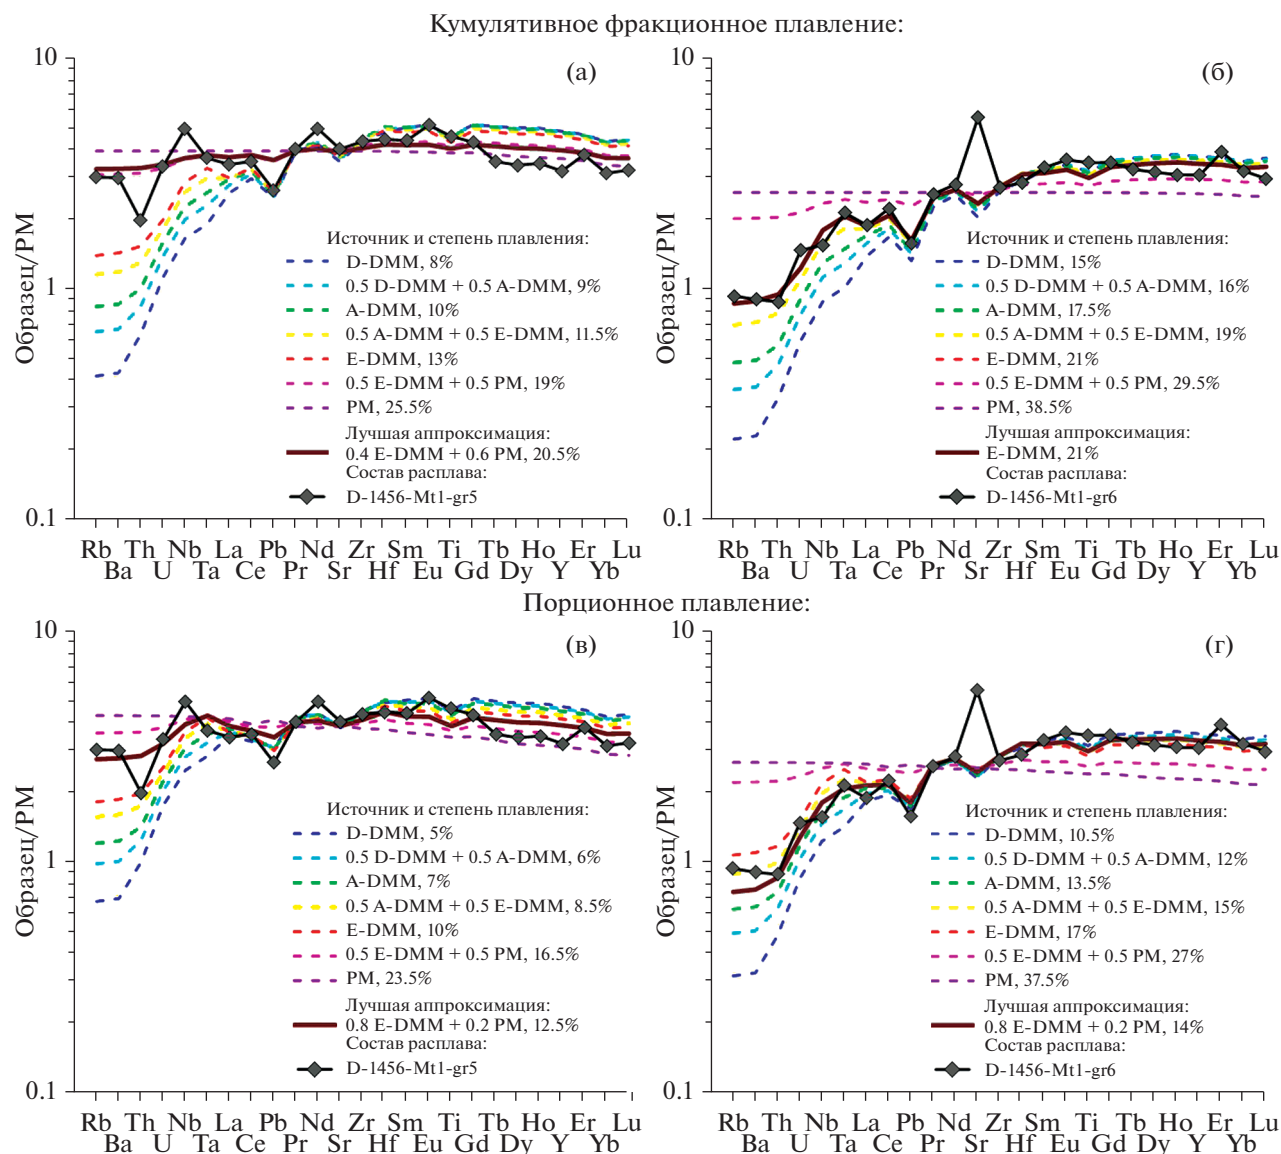 Кумулятивное фракционное плавление:
(а)
10
1
0.1
Образец/PM
Источник и степень плавления:
D-DMM, 8%
0.5 D-DMM + 0.5 A-DMM, 9%
A-DMM, 10%
0.5 A-DMM + 0.5 E-DMM, 11.5%
E-DMM, 13%
0.5 E-DMM + 0.5 PM, 19%
PM, 25.5%
Лучшая аппроксимация:
0.4 E-DMM + 0.6 PM, 20.5%
Состав расплава:
D-1456-Mt1-gr5
Rb Th Nb La Pb Nd Zr Sm Ti Tb Ho Er Lu
Ba U Ta Ce Pr Sr Hf Eu Gd Dy Y Yb
(б)
10
1
0.1
Образец/PM
Источник и степень плавления:
D-DMM, 15%
0.5 D-DMM + 0.5 A-DMM, 16%
A-DMM, 17.5%
0.5 A-DMM + 0.5 E-DMM, 19%
E-DMM, 21%
0.5 E-DMM + 0.5 PM, 29.5%
PM, 38.5%
Лучшая аппроксимация:
E-DMM, 21%
Состав расплава:
D-1456-Mt1-gr6
Rb Th Nb La Pb Nd Zr Sm Ti Tb Ho Er Lu
Ba U Ta Ce Pr Sr Hf Eu Gd Dy Y Yb
Порционное плавление:
(в)
10
1
0.1
Образец/PM
Источник и степень плавления:
D-DMM, 5%
0.5 D-DMM + 0.5 A-DMM, 6%
A-DMM, 7%
0.5 A-DMM + 0.5 E-DMM, 8.5%
E-DMM, 10%
0.5 E-DMM + 0.5 PM, 16.5%
PM, 23.5%
Лучшая аппроксимация:
0.8 E-DMM + 0.2 PM, 12.5%
Состав расплава:
D-1456-Mt1-gr5
Rb Th Nb La Pb Nd Zr Sm Ti Tb Ho Er Lu
Ba U Ta Ce Pr Sr Hf Eu Gd Dy Y Yb
(г)
10
1
0.1
Образец/PM
Источник и степень плавления:
D-DMM, 10.5%
0.5 D-DMM + 0.5 A-DMM, 12%
A-DMM, 13.5%
0.5 A-DMM + 0.5 E-DMM, 15%
E-DMM, 17%
0.5 E-DMM + 0.5 PM, 27%
PM, 37.5%
Лучшая аппроксимация:
0.8 E-DMM + 0.2 PM, 14%
Состав расплава:
D-1456-Mt1-gr6
Rb Th Nb La Pb Nd Zr Sm Ti Tb Ho Er Lu
Ba U Ta Ce Pr Sr Hf Eu Gd Dy Y Yb